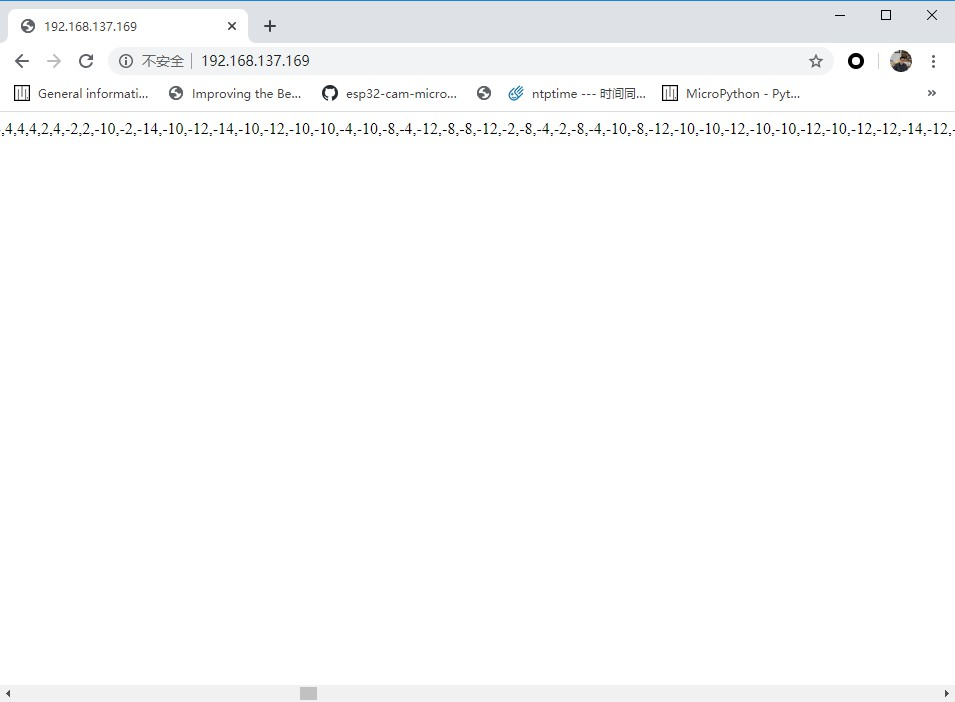 192.168.137.169
不安全 192.168.137.169
General informati... Improving the Be... esp32-cam-micro... ntptime --- 时间同... MicroPython - Pyt... »
,4,4,4,2,4,-2,2,-10,-2,-14,-10,-12,-14,-10,-12,-10,-10,-4,-10,-8,-4,-12,-8,-8,-12,-2,-8,-4,-2,-8,-4,-10,-8,-12,-10,-10,-12,-10,-10,-12,-10,-12,-12,-14,-12,-